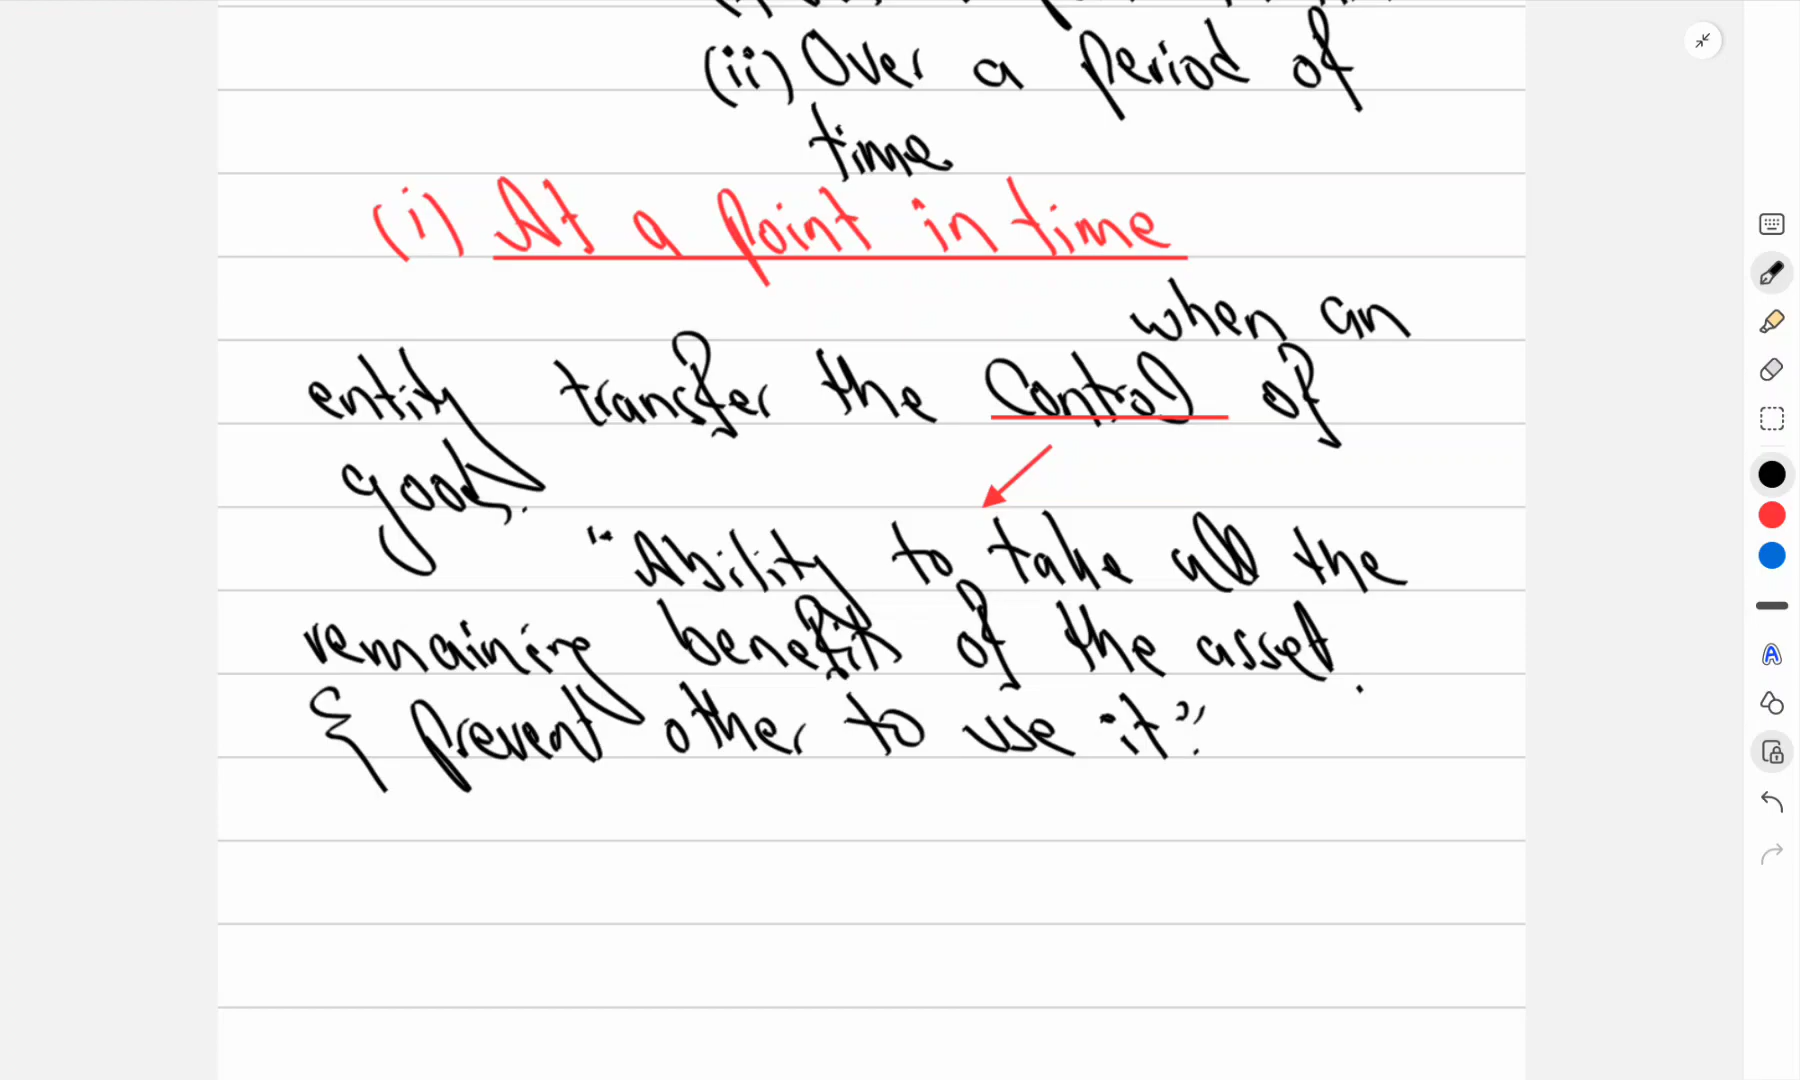 (ii) Over a period of
time
(i) At a point in time
when an
entity transfer the Control of
goods.
"Ability to take all the
remaining benefits of the asset.
& prevent other to use it".